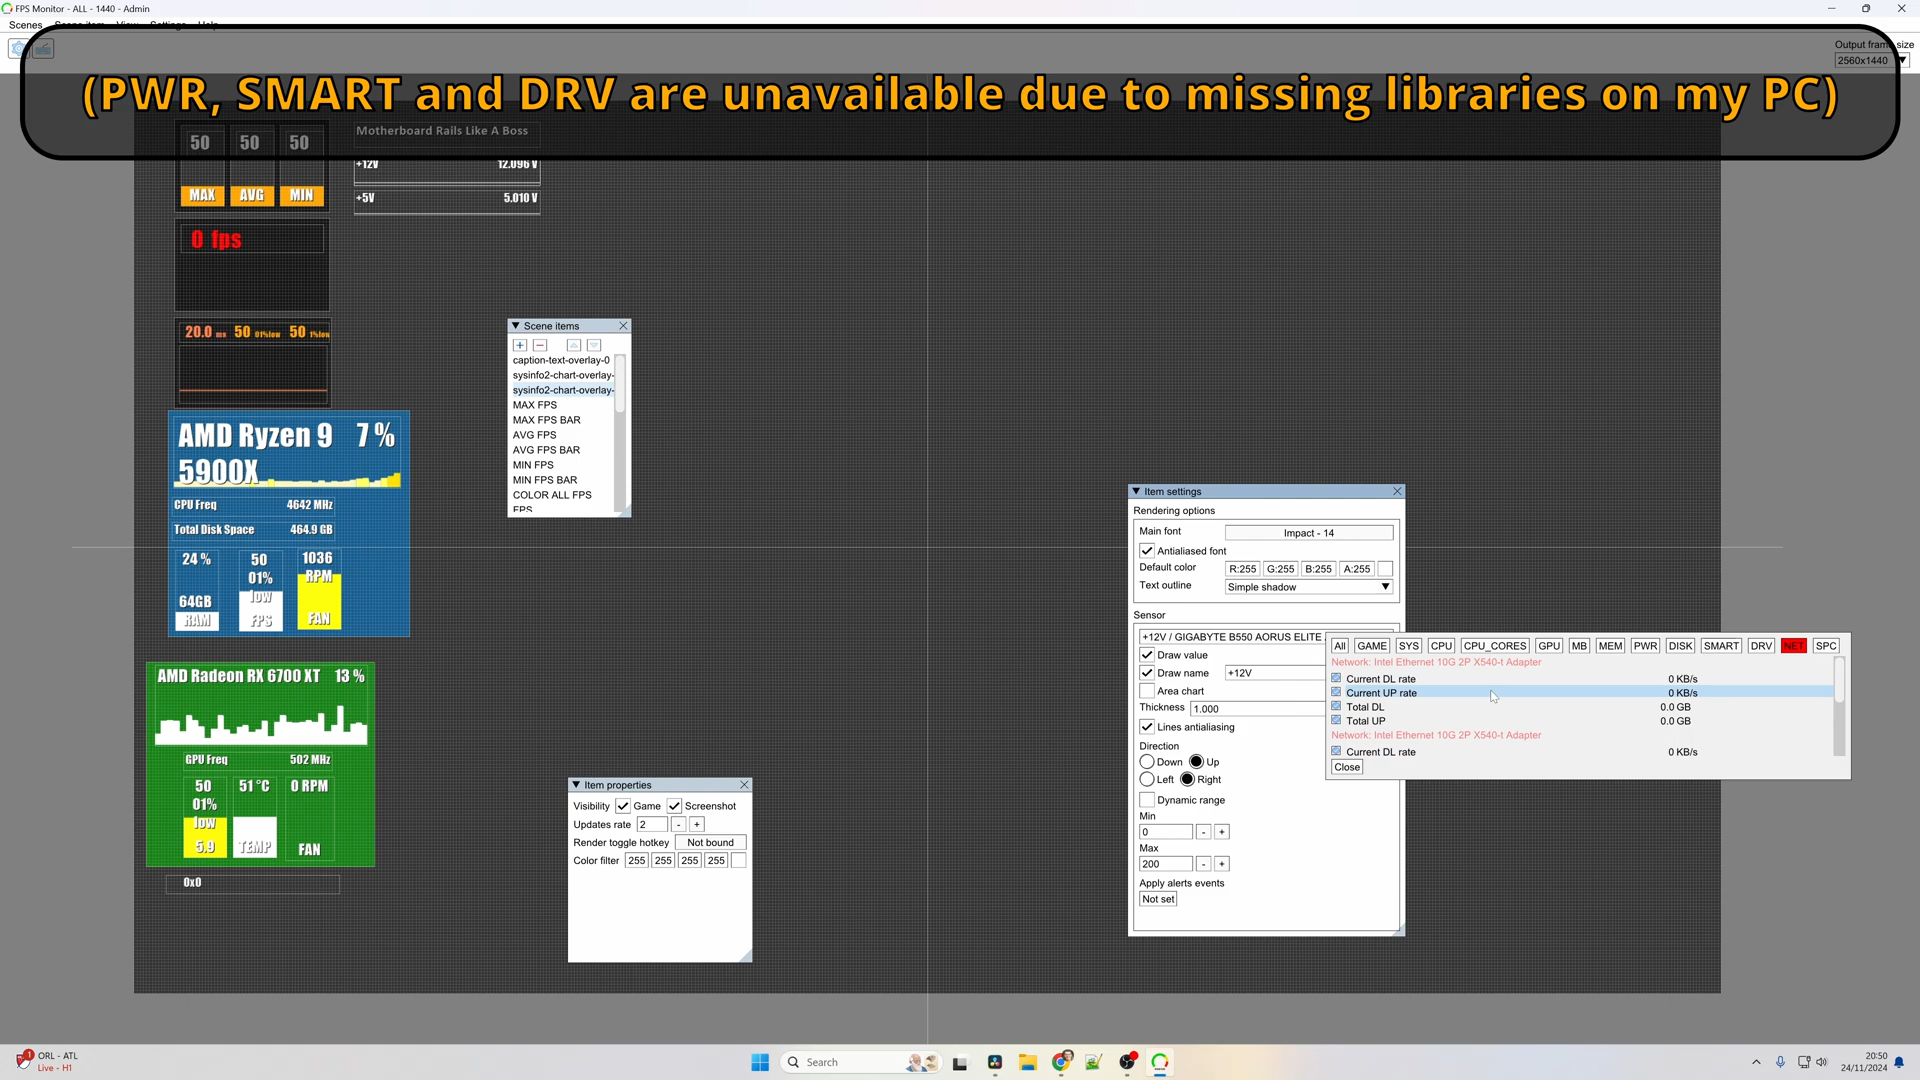 FPS Monitor - ALL - 1440 - Admin
Scenes
Output frame size
2560x1440
(PWR, SMART and DRV are unavailable due to missing libraries on my PC)
50 50 50
MAX AVG MIN
Motherboard Rails Like A Boss
+12V 12.096 V
+5V 5.010 V
0 fps
20.0 ms 50 01%low 50 1%low
AMD Ryzen 9 7 %
5900X
CPU Freq 4642 MHz
Total Disk Space 464.9 GB
24 % 50 1036
01% RPM
64GB low
RAM FPS FAN
AMD Radeon RX 6700 XT 13 %
GPU Freq 502 MHz
50 51 °C 0 RPM
01%
low
5.9 TEMP FAN
0x0
Scene items
+ -
caption-text-overlay-0
sysinfo2-chart-overlay-
sysinfo2-chart-overlay-
MAX FPS
MAX FPS BAR
AVG FPS
AVG FPS BAR
MIN FPS
MIN FPS BAR
COLOR ALL FPS
FPS
Item properties
Visibility Game Screenshot
Updates rate 2 - +
Render toggle hotkey Not bound
Color filter 255 255 255 255
Item settings
Rendering options
Main font Impact - 14
Antialiased font
Default color R:255 G:255 B:255 A:255
Text outline Simple shadow
Sensor
+12V / GIGABYTE B550 AORUS ELITE
Draw value
Draw name +12V
Area chart
Thickness 1.000
Lines antialiasing
Direction
Down Up
Left Right
Dynamic range
Min
0 - +
Max
200 - +
Apply alerts events
Not set
All GAME SYS CPU CPU_CORES GPU MB MEM PWR DISK SMART DRV NET SPC
Network: Intel Ethernet 10G 2P X540-t Adapter
Current DL rate 0 KB/s
Current UP rate 0 KB/s
Total DL 0.0 GB
Total UP 0.0 GB
Network: Intel Ethernet 10G 2P X540-t Adapter
Current DL rate 0 KB/s
Close
1
ORL - ATL
Live - H1
Search
20:50
24/11/2024